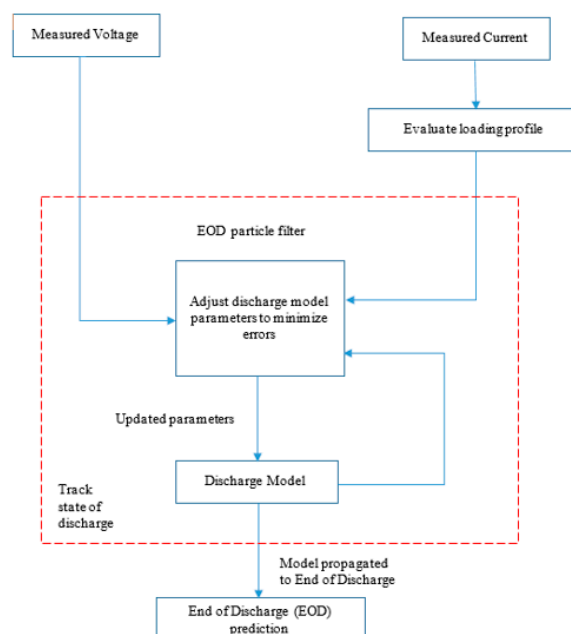 Measured Voltage
Measured Current
Evaluate loading profile
EOD particle filter
Adjust discharge model
parameters to minimize
errors
Updated parameters
Discharge Model
Track
state of
discharge
Model propagated
to End of Discharge
End of Discharge (EOD)
prediction